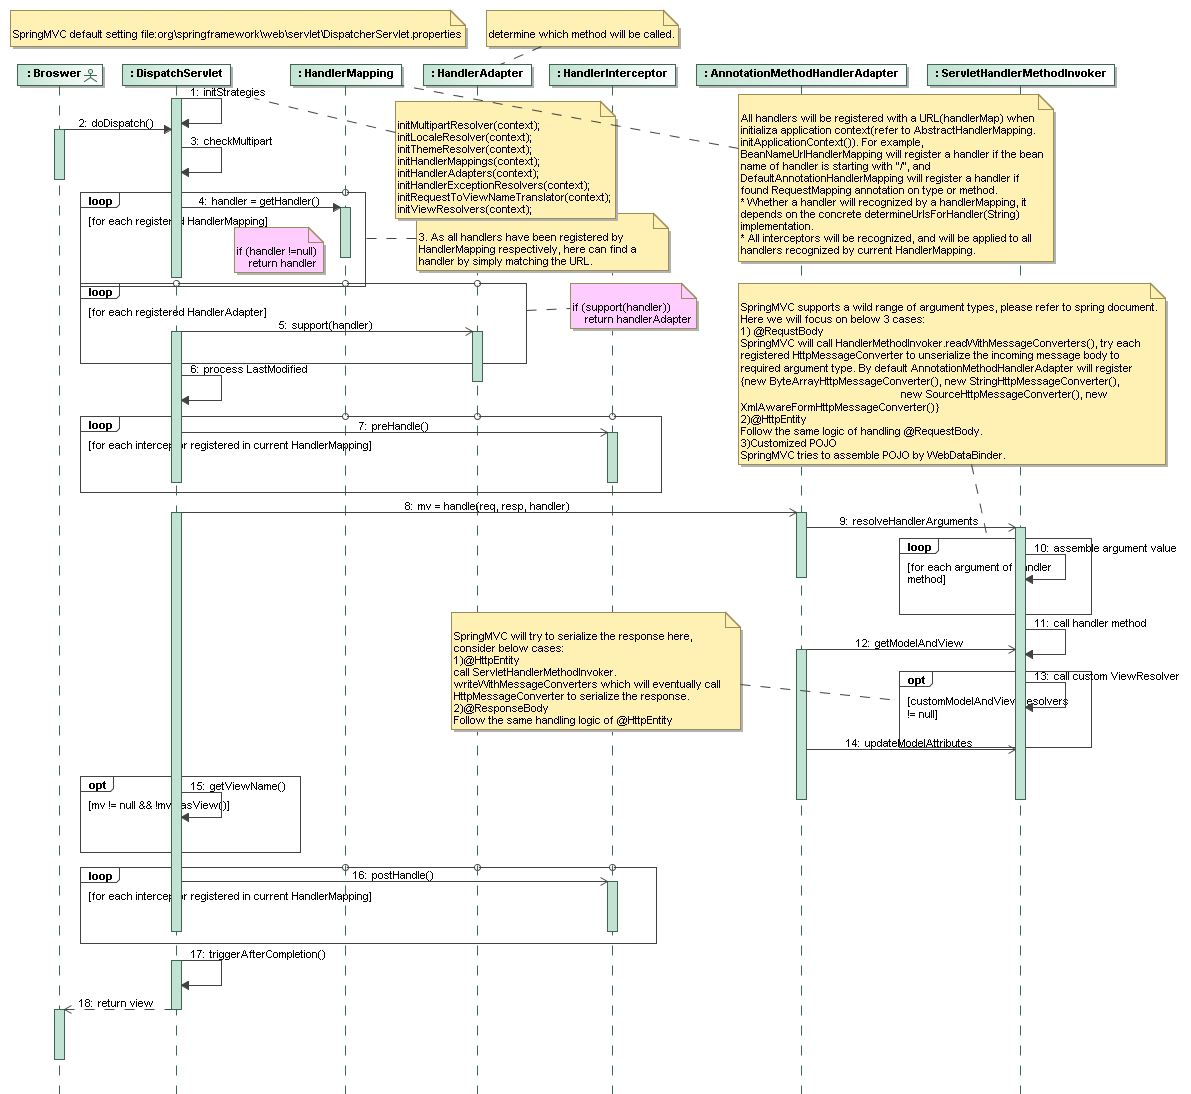 SpringMVC default setting file:org\springframework\web\servlet\DispatcherServlet.properties
determine which method will be called.
: Broswer
: DispatchServlet
: HandlerMapping
: HandlerAdapter
: HandlerInterceptor
: AnnotationMethodHandlerAdapter
: ServletHandlerMethodInvoker
1: initStrategies
2: doDispatch()
3: checkMultipart
initMultipartResolver(context);
initLocaleResolver(context);
initThemeResolver(context);
initHandlerMappings(context);
initHandlerAdapters(context);
initHandlerExceptionResolvers(context);
initRequestToViewNameTranslator(context);
initViewResolvers(context);
All handlers will be registered with a URL(handlerMap) when
initializa application context(refer to AbstractHandlerMapping.
initApplicationContext()). For example,
BeanNameUrlHandlerMapping will register a handler if the bean
name of handler is starting with "/", and
DefaultAnnotationHandlerMapping will register a handler if
found RequestMapping annotation on type or method.
* Whether a handler will recognized by a handlerMapping, it
depends on the concrete determineUrlsForHandler(String)
implementation.
* All interceptors will be recognized, and will be applied to all
handlers recognized by current HandlerMapping.
loop
4: handler = getHandler()
[for each registered HandlerMapping]
if (handler !=null)
return handler
3. As all handlers have been registered by
HandlerMapping respectively, here can find a
handler by simply matching the URL.
loop
[for each registered HandlerAdapter]
if (support(handler))
return handlerAdapter
5: support(handler)
6: process LastModified
SpringMVC supports a wild range of argument types, please refer to spring document.
Here we will focus on below 3 cases:
1) @RequstBody
SpringMVC will call HandlerMethodInvoker.readWithMessageConverters(), try each
registered HttpMessageConverter to unserialize the incoming message body to
required argument type. By default AnnotationMethodHandlerAdapter will register
{new ByteArrayHttpMessageConverter(), new StringHttpMessageConverter(),
new SourceHttpMessageConverter(), new
XmlAwareFormHttpMessageConverter()}
2)@HttpEntity
Follow the same logic of handling @RequestBody.
3)Customized POJO
SpringMVC tries to assemble POJO by WebDataBinder.
loop
7: preHandle()
[for each interceptor registered in current HandlerMapping]
8: mv = handle(req, resp, handler)
9: resolveHandlerArguments
loop
10: assemble argument value
[for each argument of handler
method]
11: call handler method
12: getModelAndView
SpringMVC will try to serialize the response here,
consider below cases:
1)@HttpEntity
call ServletHandlerMethodInvoker.
writeWithMessageConverters which will eventually call
HttpMessageConverter to serialize the response.
2)@ResponseBody
Follow the same handling logic of @HttpEntity
opt
13: call custom ViewResolver
[customModelAndViewResolvers
!= null]
14: updateModelAttributes
opt
15: getViewName()
[mv != null && !mv.hasView()]
loop
16: postHandle()
[for each interceptor registered in current HandlerMapping]
17: triggerAfterCompletion()
18: return view